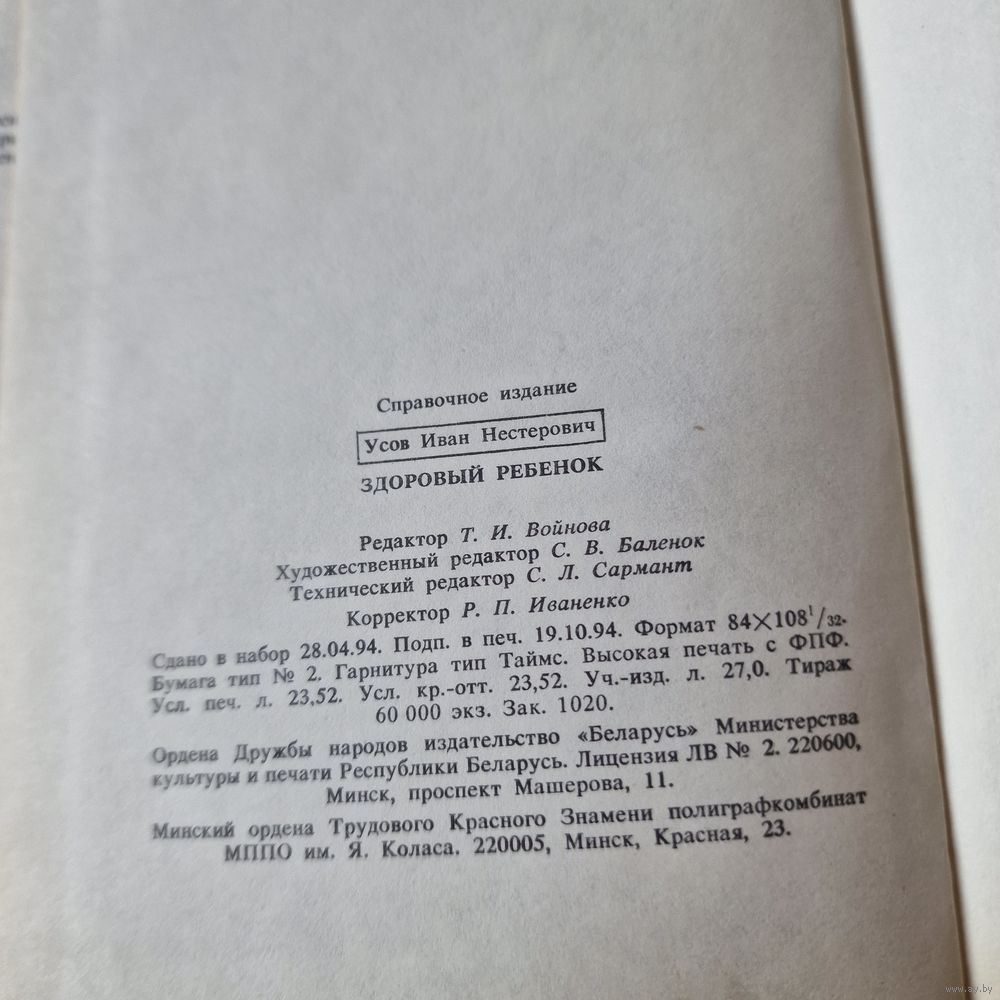 Справочное издание
Усов Иван Нестерович
ЗДОРОВЫЙ РЕБЕНОК
Редактор Т. И. Войнова
Художественный редактор С. В. Баленок
Технический редактор С. Л. Сармант
Корректор Р. П. Иваненко
Сдано в набор 28.04.94. Подп. в печ. 19.10.94. Формат 84×108¹/₃₂.
Бумага тип № 2. Гарнитура тип Таймс. Высокая печать с ФПФ.
Усл. печ. л. 23,52. Усл. кр.-отт. 23,52. Уч.-изд. л. 27,0. Тираж
60 000 экз. Зак. 1020.
Ордена Дружбы народов издательство «Беларусь» Министерства
культуры и печати Республики Беларусь. Лицензия ЛВ № 2. 220600,
Минск, проспект Машерова, 11.
Минский ордена Трудового Красного Знамени полиграфкомбинат
МППО им. Я. Коласа. 220005, Минск, Красная, 23.
www.ay.by